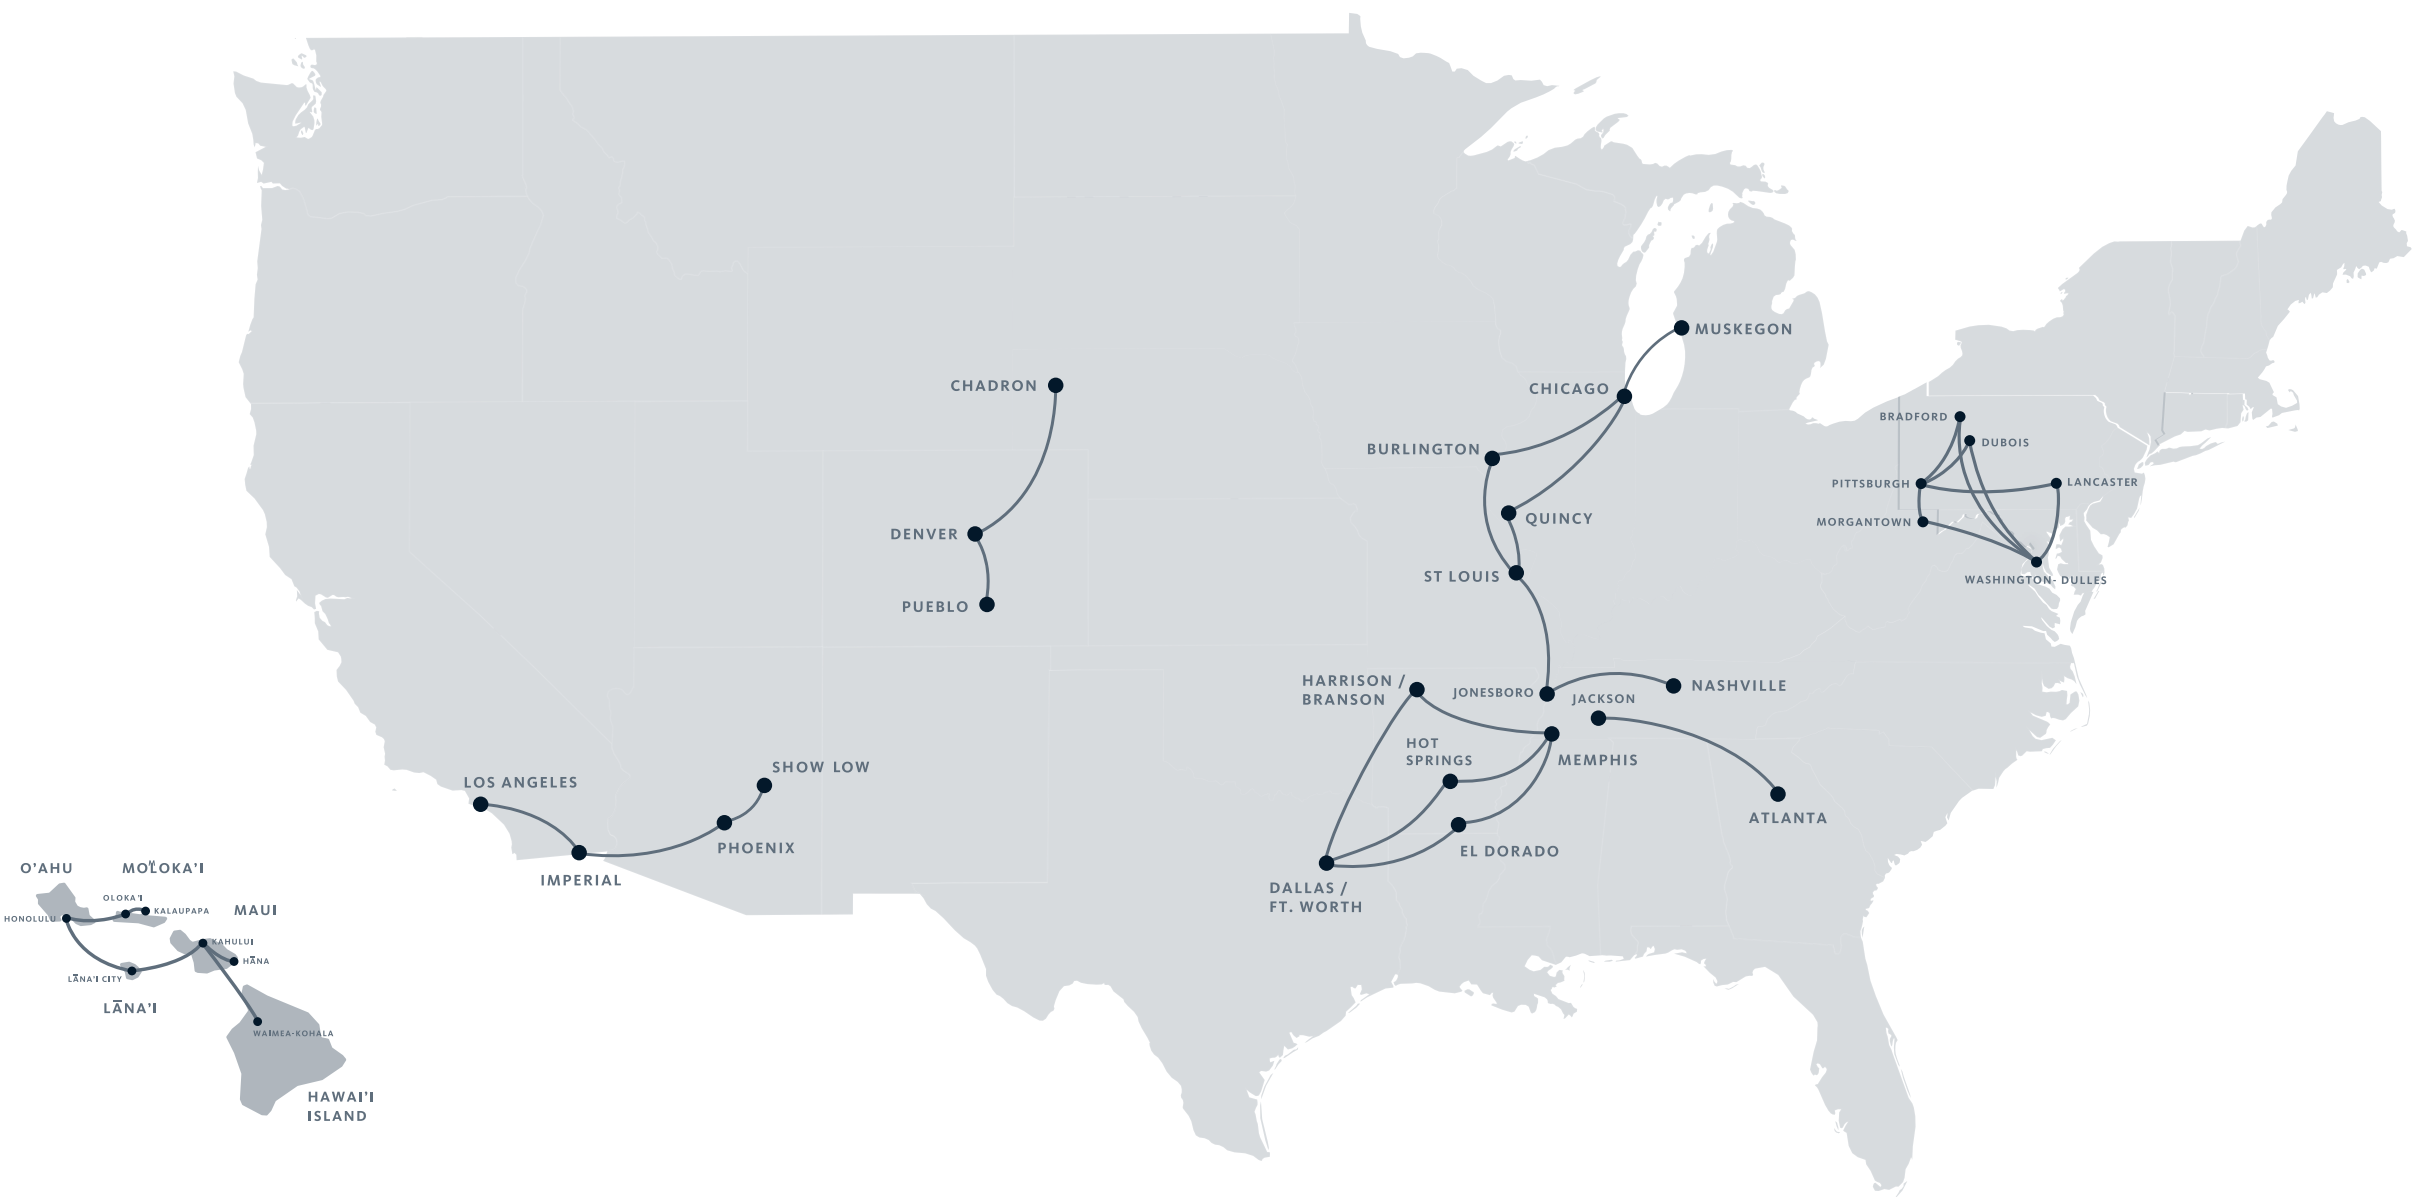 MUSKEGON
CHADRON
CHICAGO
BRADFORD
DUBOIS
BURLINGTON
PITTSBURGH
LANCASTER
MORGANTOWN
QUINCY
DENVER
ST LOUIS
WASHINGTON- DULLES
PUEBLO
HARRISON /
BRANSON
JONESBORO
JACKSON
NASHVILLE
HOT
SPRINGS
MEMPHIS
SHOW LOW
LOS ANGELES
ATLANTA
PHOENIX
EL DORADO
IMPERIAL
DALLAS /
FT. WORTH
O'AHU
MOLOKA'I
OLOKA'I
KALAUPAPA
MAUI
HONOLULU
KAHULUI
HĀNA
LĀNA'I CITY
LĀNA'I
WAIMEA-KOHALA
HAWAI'I
ISLAND